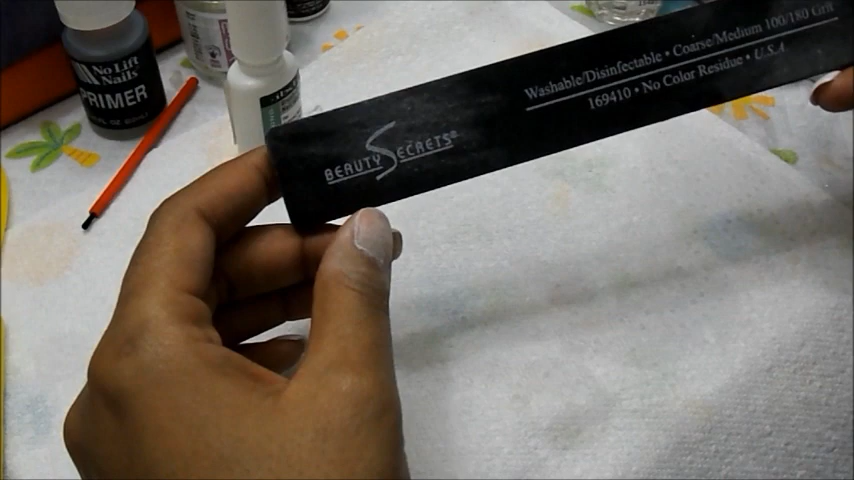 No Lift
Nails
PRIMER
BEAUTY SECRETS®
Washable/Disinfectable • Coarse/Medium 100/180 Grit
169410 • No Color Residue • U.S.A